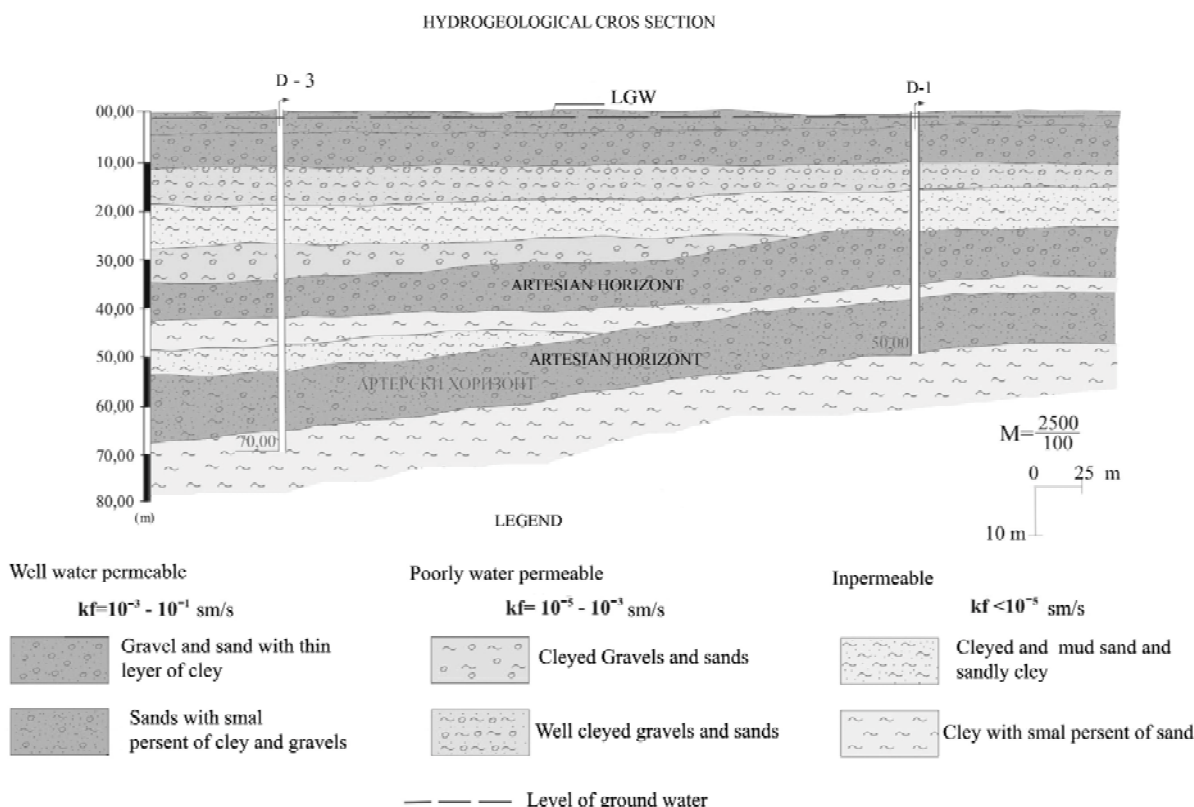 HYDROGEOLOGICAL CROS SECTION
D - 3
LGW
D-1
00,00
10,00
20,00
30,00
40,00
50,00
60,00
70,00
80,00
(m)
ARTESIAN HORIZONT
ARTESIAN HORIZONT
АРТЕРСКИ ХОРИЗОНТ
50,00
70,00
M=2500/100
0 25 m
10 m
LEGEND
Well water permeable
kf=10⁻³ - 10⁻¹ sm/s
Gravel and sand with thin
leyer of cley
Sands with smal
persent of cley and gravels
Poorly water permeable
kf= 10⁻⁵ - 10⁻³ sm/s
Cleyed Gravels and sands
Well cleyed gravels and sands
Inpermeable
kf <10⁻⁵ sm/s
Cleyed and mud sand and
sandly cley
Cley with smal persent of sand
Level of ground water